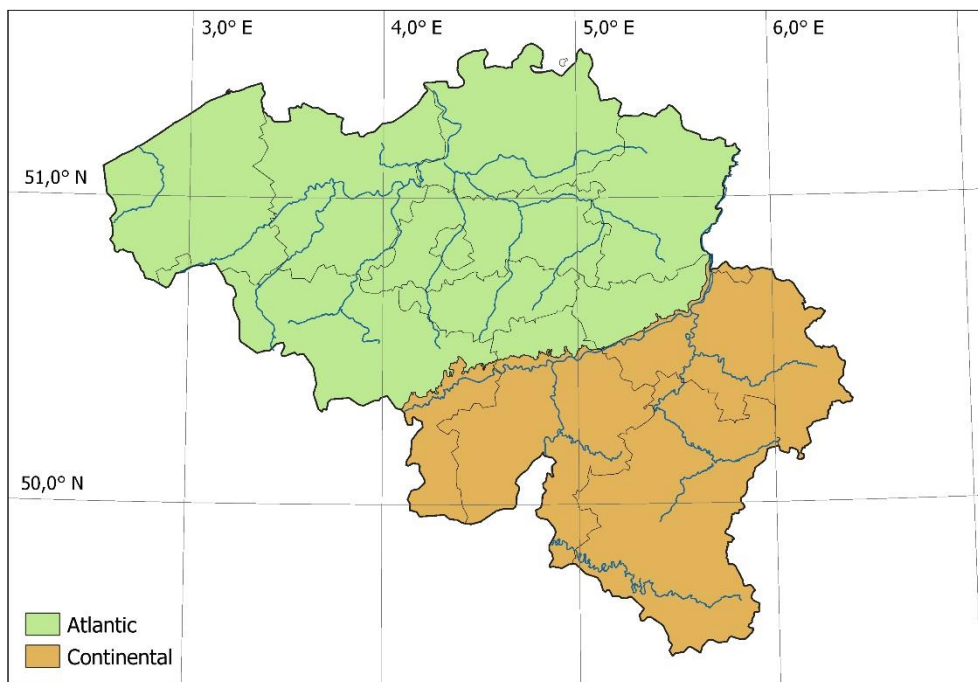 3,0° E
4,0° E
5,0° E
6,0° E
51,0° N
50,0° N
Atlantic
Continental